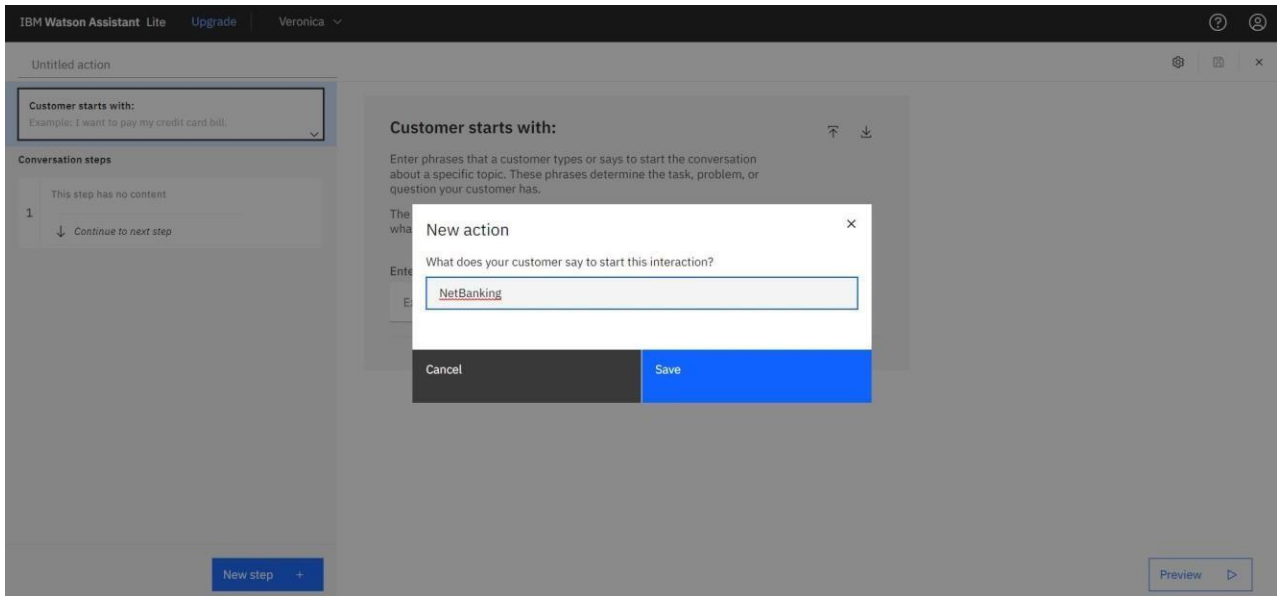 IBM Watson Assistant Lite Upgrade Veronica
Untitled action
Customer starts with:
Example: I want to pay my credit card bill.
Conversation steps
This step has no content
1
Continue to next step
New step +
Customer starts with:
Enter phrases that a customer types or says to start the conversation
about a specific topic. These phrases determine the task, problem, or
question your customer has.
The
New action
What does your customer say to start this interaction?
NetBanking
Cancel
Save
Preview